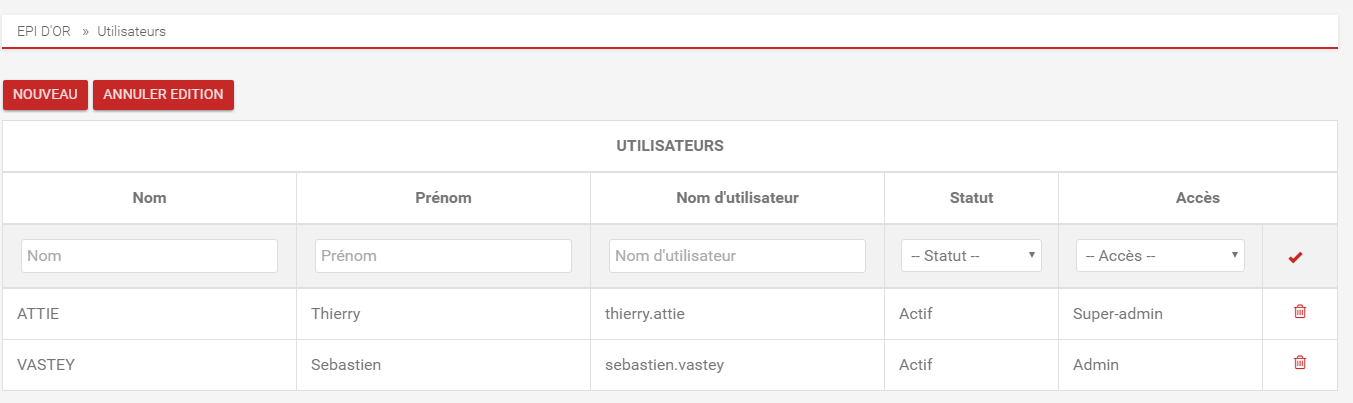 EPI D'OR » Utilisateurs
NOUVEAU ANNULER EDITION
UTILISATEURS
Nom Prénom Nom d'utilisateur Statut Accès
Nom Prénom Nom d'utilisateur -- Statut -- -- Accès --
ATTIE Thierry thierry.attie Actif Super-admin
VASTEY Sebastien sebastien.vastey Actif Admin